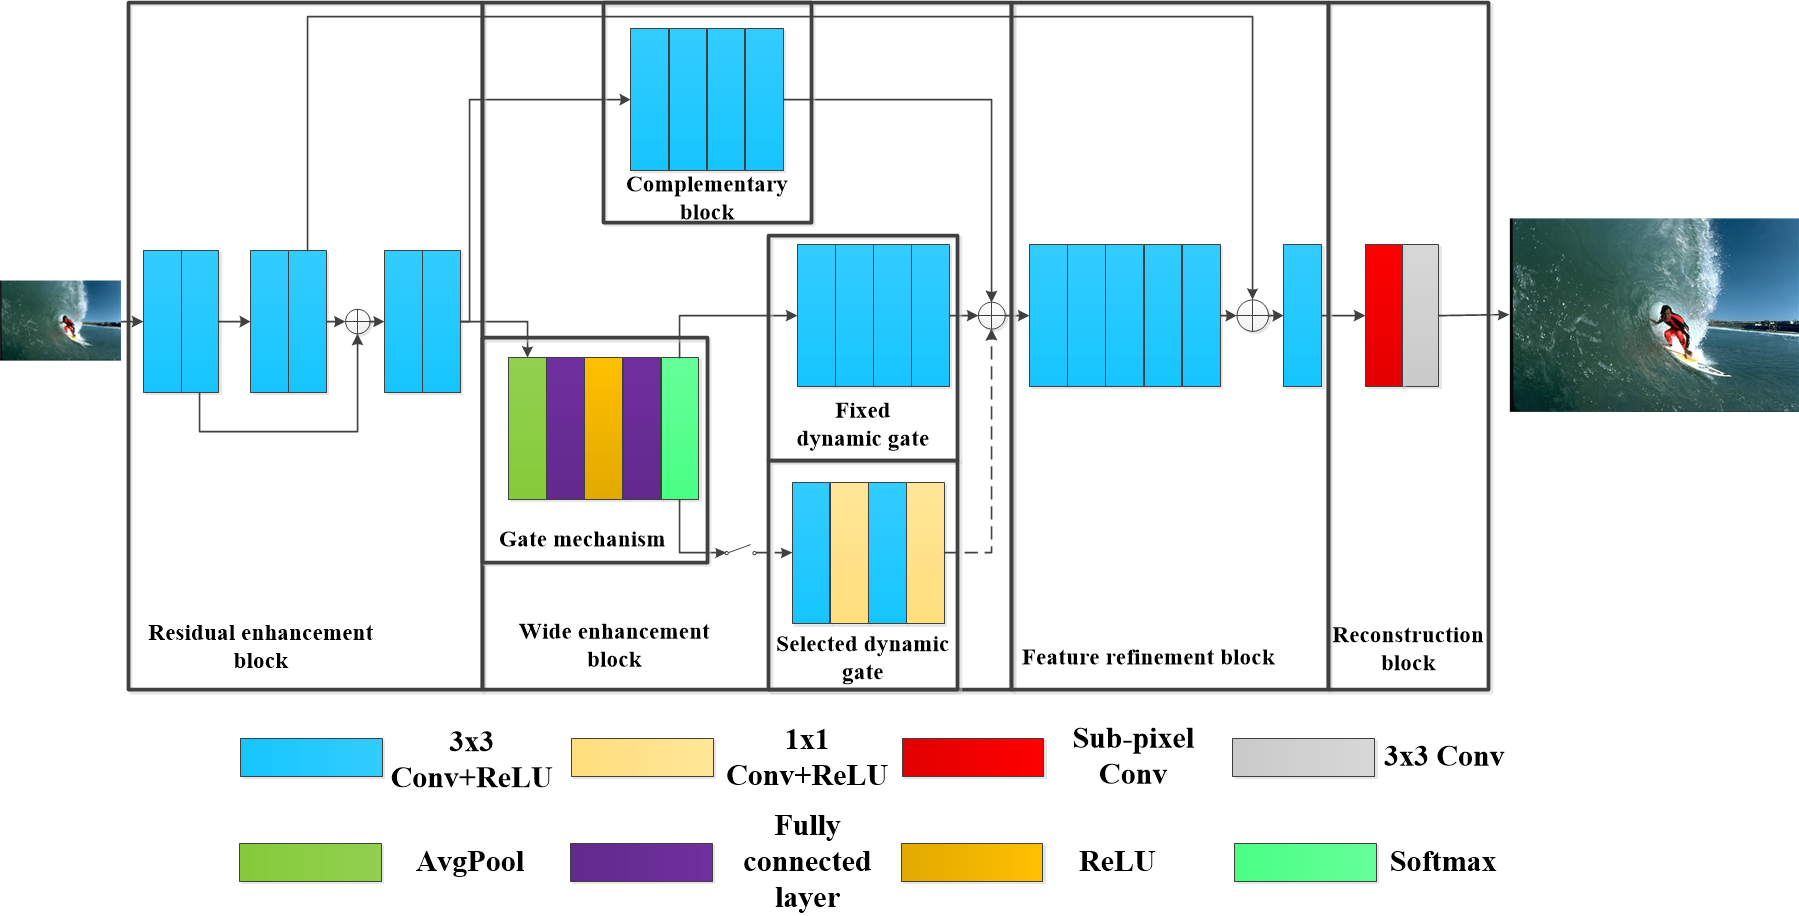 Complementary
block
Fixed
dynamic gate
Gate mechanism
Selected dynamic
gate
Residual enhancement
block
Wide enhancement
block
Feature refinement block
Reconstruction
block
3x3
Conv+ReLU
1x1
Conv+ReLU
Sub-pixel
Conv
3x3 Conv
AvgPool
Fully
connected
layer
ReLU
Softmax